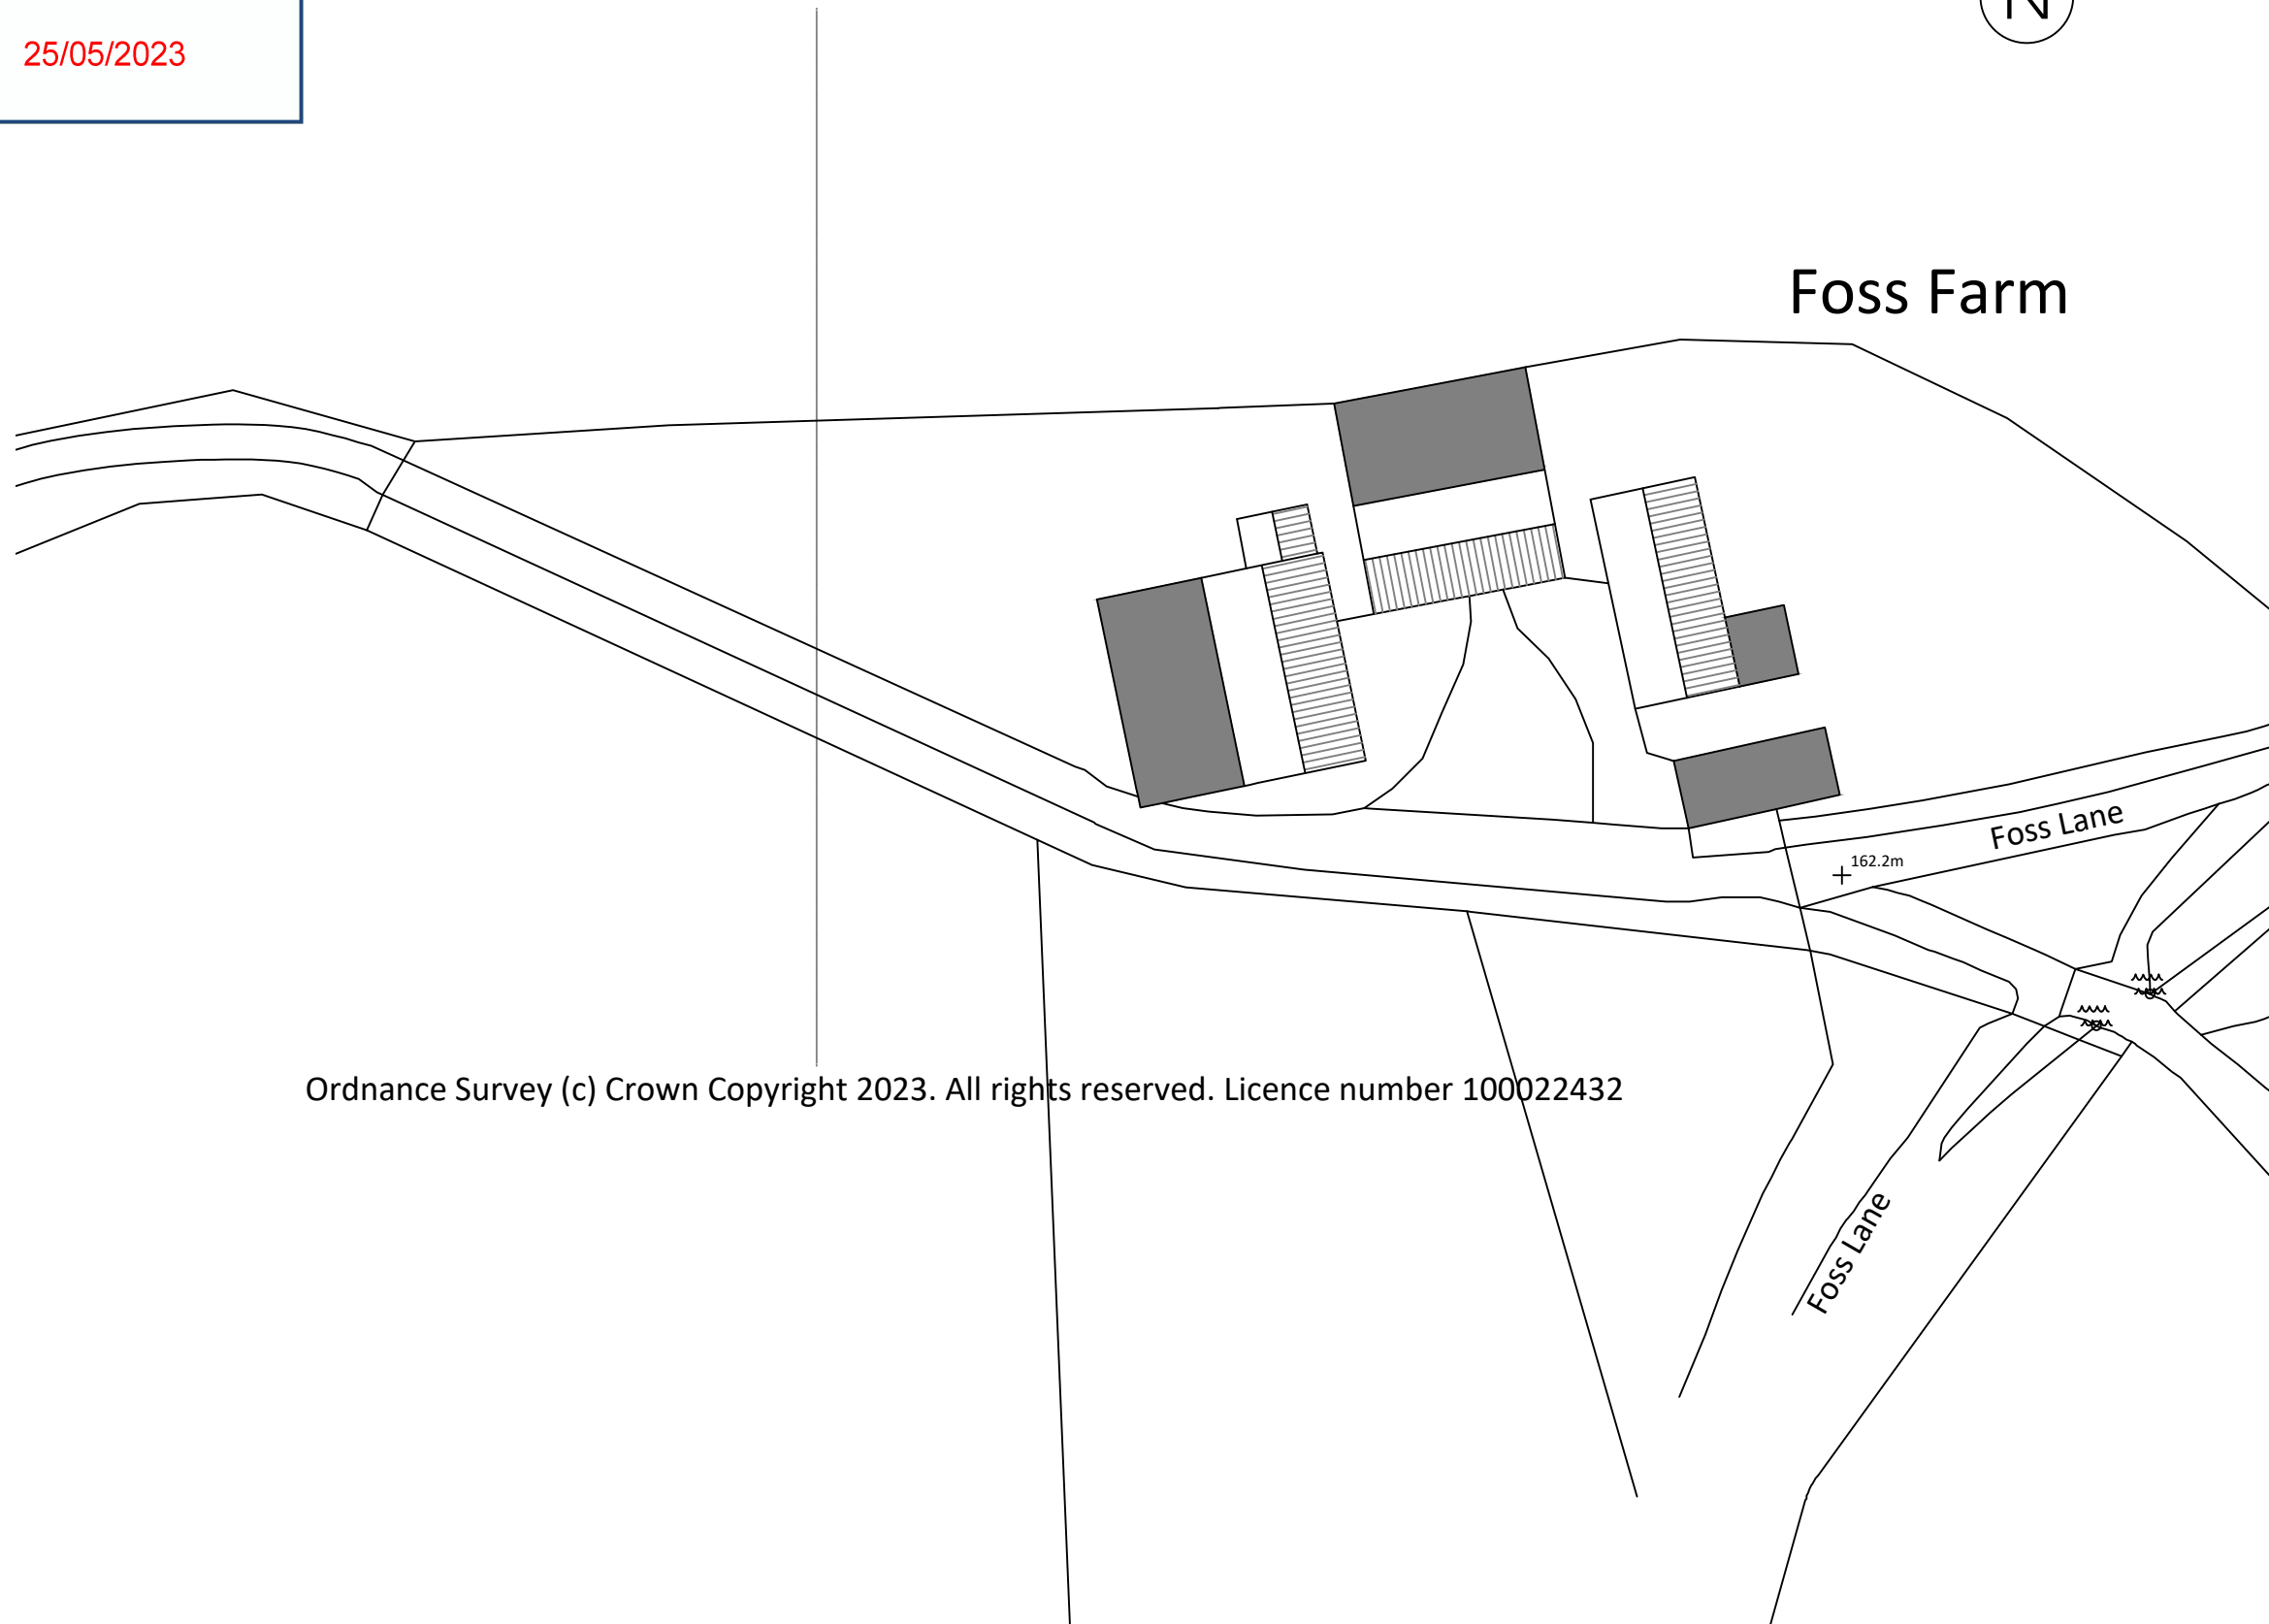 25/05/2023
N
Foss Farm
Foss Lane
162.2m
Ordnance Survey (c) Crown Copyright 2023. All rights reserved. Licence number 100022432
Foss Lane